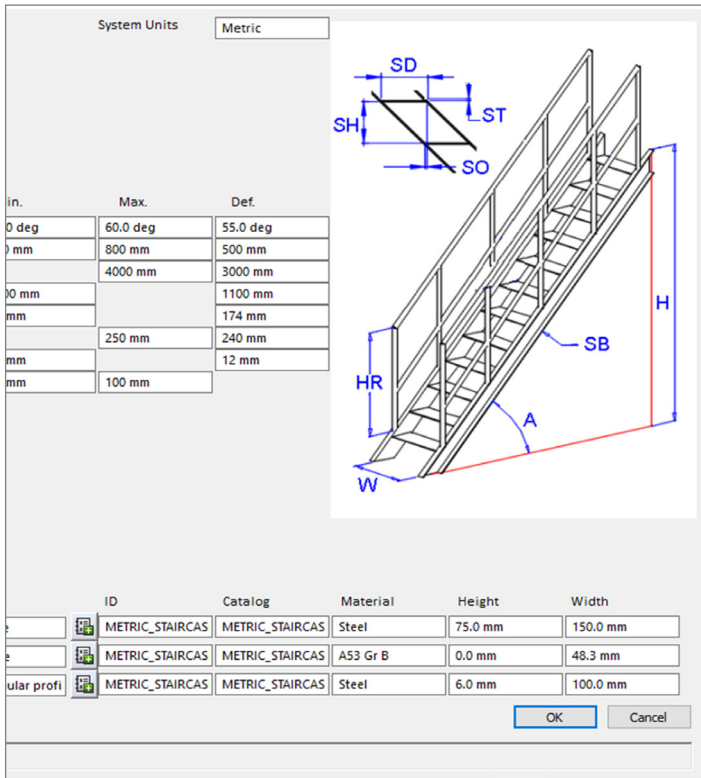 System Units Metric
SD
ST
SH
SO
in. Max. Def.
0 deg 60.0 deg 55.0 deg
0 mm 800 mm 500 mm
4000 mm 3000 mm
00 mm 1100 mm
mm 174 mm
250 mm 240 mm
mm 12 mm
mm 100 mm
H
SB
HR
A
W
ID Catalog Material Height Width
e METRIC_STAIRCAS METRIC_STAIRCAS Steel 75.0 mm 150.0 mm
e METRIC_STAIRCAS METRIC_STAIRCAS A53 Gr B 0.0 mm 48.3 mm
ular profi METRIC_STAIRCAS METRIC_STAIRCAS Steel 6.0 mm 100.0 mm
OK Cancel